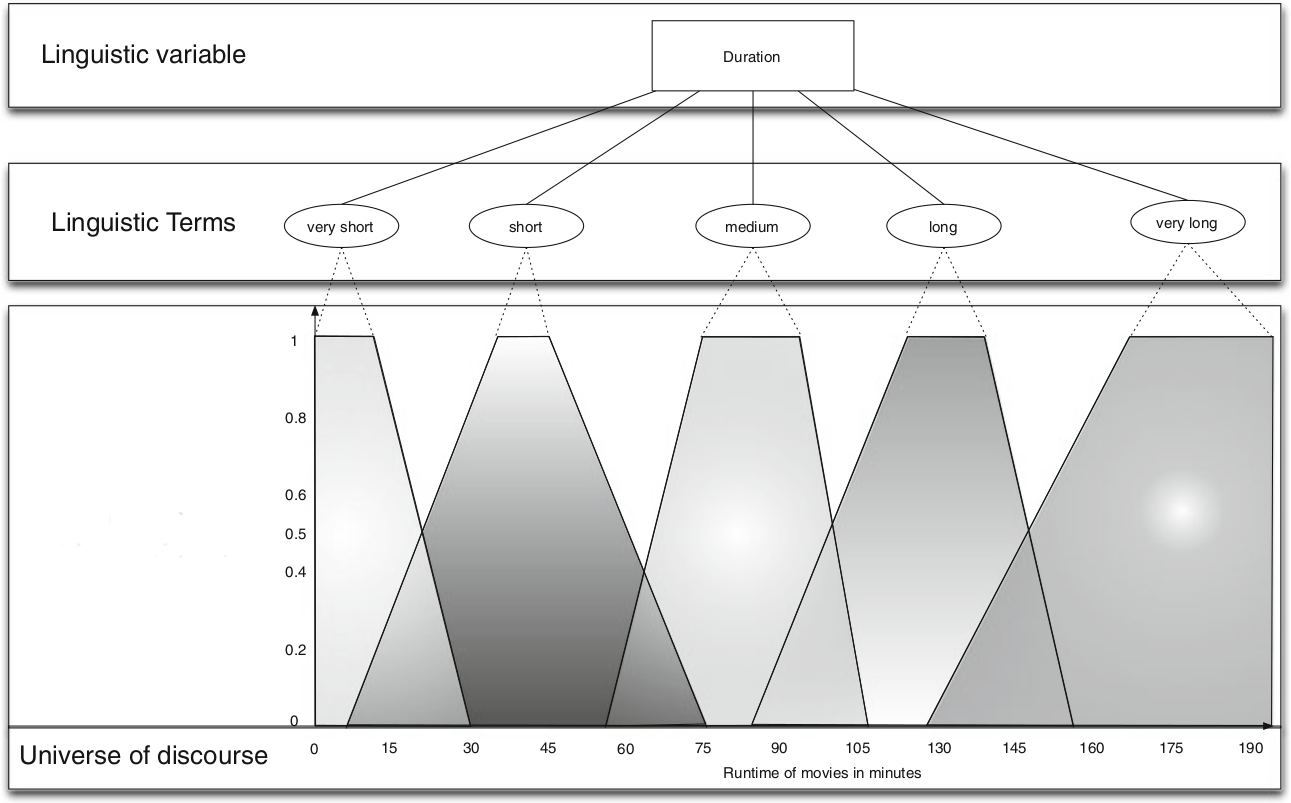 Linguistic variable
Duration
Linguistic Terms
very short
short
medium
long
very long
1
0.8
0.6
0.5
0.4
0.2
0
Universe of discourse
0 15 30 45 60 75 90 105 130 145 160 175 190
Runtime of movies in minutes